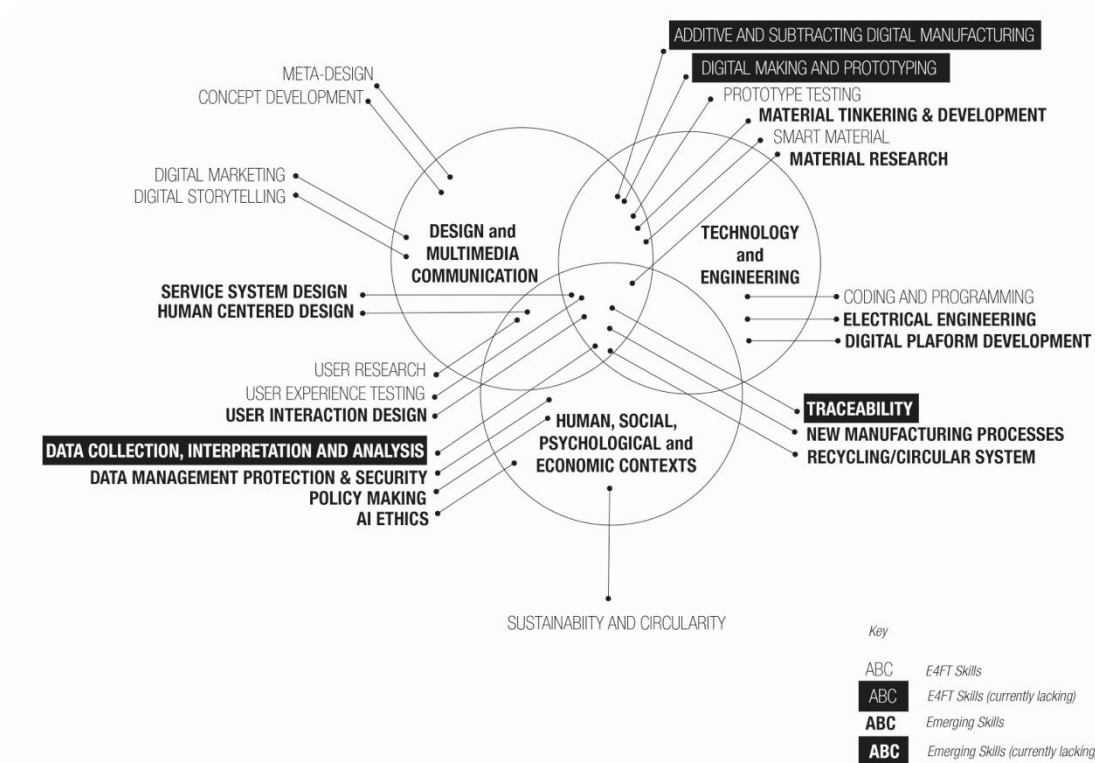 ADDITIVE AND SUBTRACTING DIGITAL MANUFACTURING
DIGITAL MAKING AND PROTOTYPING
META-DESIGN
CONCEPT DEVELOPMENT
PROTOTYPE TESTING
MATERIAL TINKERING & DEVELOPMENT
SMART MATERIAL
MATERIAL RESEARCH
DIGITAL MARKETING
DIGITAL STORYTELLING
DESIGN and
MULTIMEDIA
COMMUNICATION
TECHNOLOGY
and
ENGINEERING
SERVICE SYSTEM DESIGN
HUMAN CENTERED DESIGN
CODING AND PROGRAMMING
ELECTRICAL ENGINEERING
DIGITAL PLAFORM DEVELOPMENT
USER RESEARCH
USER EXPERIENCE TESTING
USER INTERACTION DESIGN
TRACEABILITY
NEW MANUFACTURING PROCESSES
RECYCLING/CIRCULAR SYSTEM
HUMAN, SOCIAL,
PSYCHOLOGICAL and
ECONOMIC CONTEXTS
DATA COLLECTION, INTERPRETATION AND ANALYSIS
DATA MANAGEMENT PROTECTION & SECURITY
POLICY MAKING
AI ETHICS
SUSTAINABIITY AND CIRCULARITY
Key
ABC E4FT Skills
ABC E4FT Skills (currently lacking)
ABC Emerging Skills
ABC Emerging Skills (currently lacking)